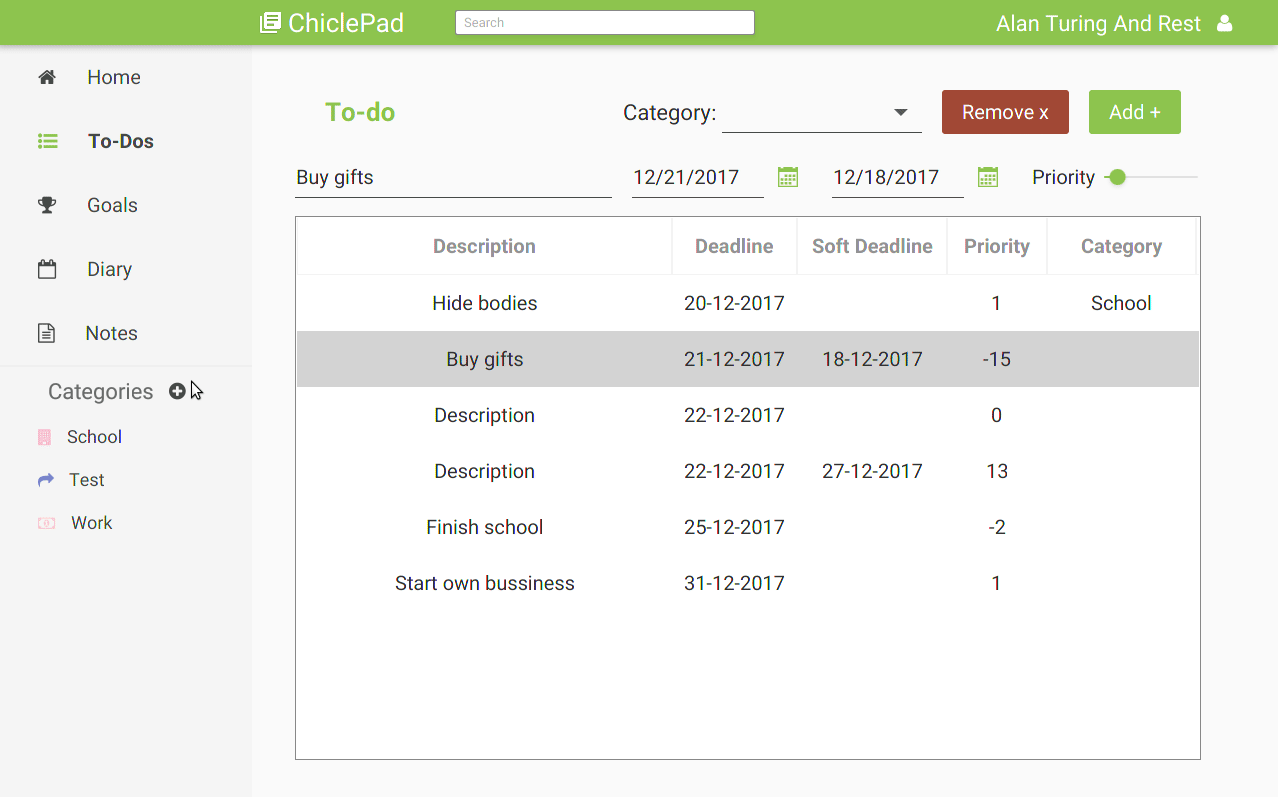 ChiclePad Search Alan Turing And Rest
Home
To-Dos
Goals
Diary
Notes
Categories
School
Test
Work
To-do Category: Remove x Add +
Buy gifts 12/21/2017 12/18/2017 Priority
Description Deadline Soft Deadline Priority Category
Hide bodies 20-12-2017 1 School
Buy gifts 21-12-2017 18-12-2017 -15
Description 22-12-2017 0
Description 22-12-2017 27-12-2017 13
Finish school 25-12-2017 -2
Start own bussiness 31-12-2017 1